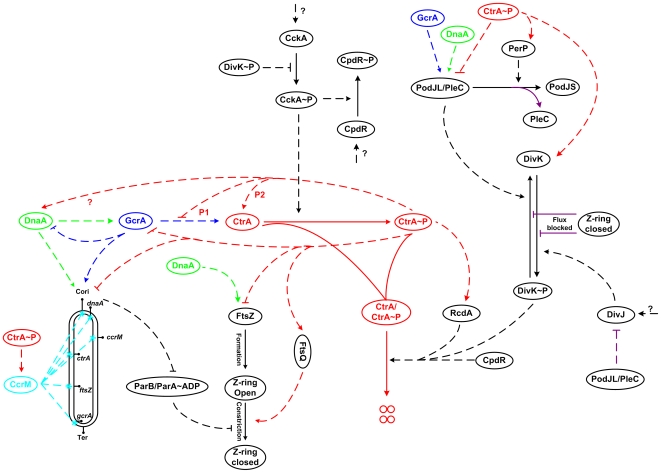 ?
CckA
DivK~P
CpdR~P
CckA~P
CpdR
?
GcrA
CtrA~P
DnaA
PerP
PodJL/PleC
PodJS
PleC
DivK
?
P2
P1
DnaA
GcrA
CtrA
CtrA~P
Flux
blocked
Z-ring
closed
DnaA
Cori
dnaA
CtrA~P
ccrM
ctrA
CcrM
ftsZ
gcrA
Ter
ParB/ParA~ADP
FtsZ
Formation
Z-ring
Open
Constriction
Z-ring
closed
FtsQ
CtrA/
CtrA~P
RcdA
CpdR
DivK~P
DivJ
?
PodJL/PleC